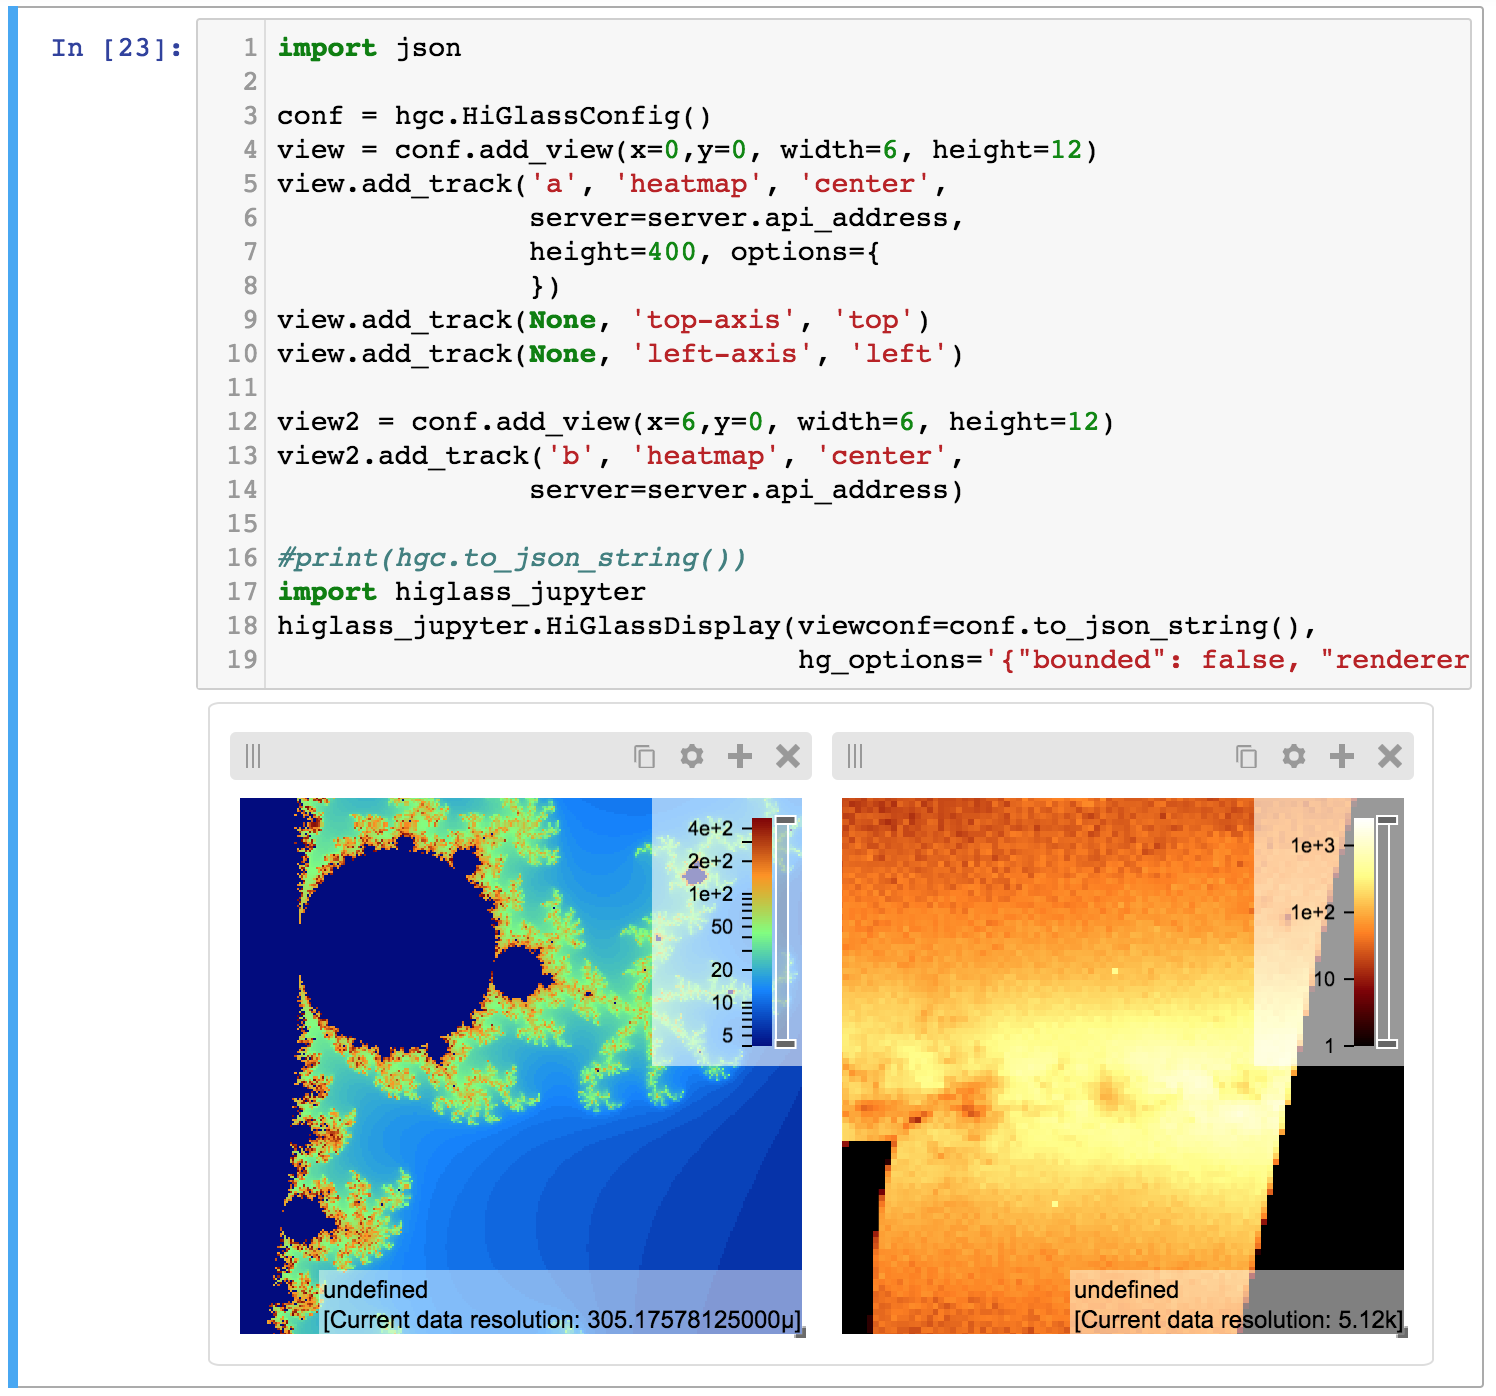 In [23]:
1 import json
2
3 conf = hgc.HiGlassConfig()
4 view = conf.add_view(x=0,y=0, width=6, height=12)
5 view.add_track('a', 'heatmap', 'center',
6                server=server.api_address,
7                height=400, options={
8                })
9 view.add_track(None, 'top-axis', 'top')
10 view.add_track(None, 'left-axis', 'left')
11
12 view2 = conf.add_view(x=6,y=0, width=6, height=12)
13 view2.add_track('b', 'heatmap', 'center',
14                server=server.api_address)
15
16 #print(hgc.to_json_string())
17 import higlass_jupyter
18 higlass_jupyter.HiGlassDisplay(viewconf=conf.to_json_string(),
19                                hg_options='{"bounded": false, "renderer
4e+2
2e+2
1e+2
50
20
10
5
undefined
[Current data resolution: 305.17578125000µ]
1e+3
1e+2
10
1
undefined
[Current data resolution: 5.12k]